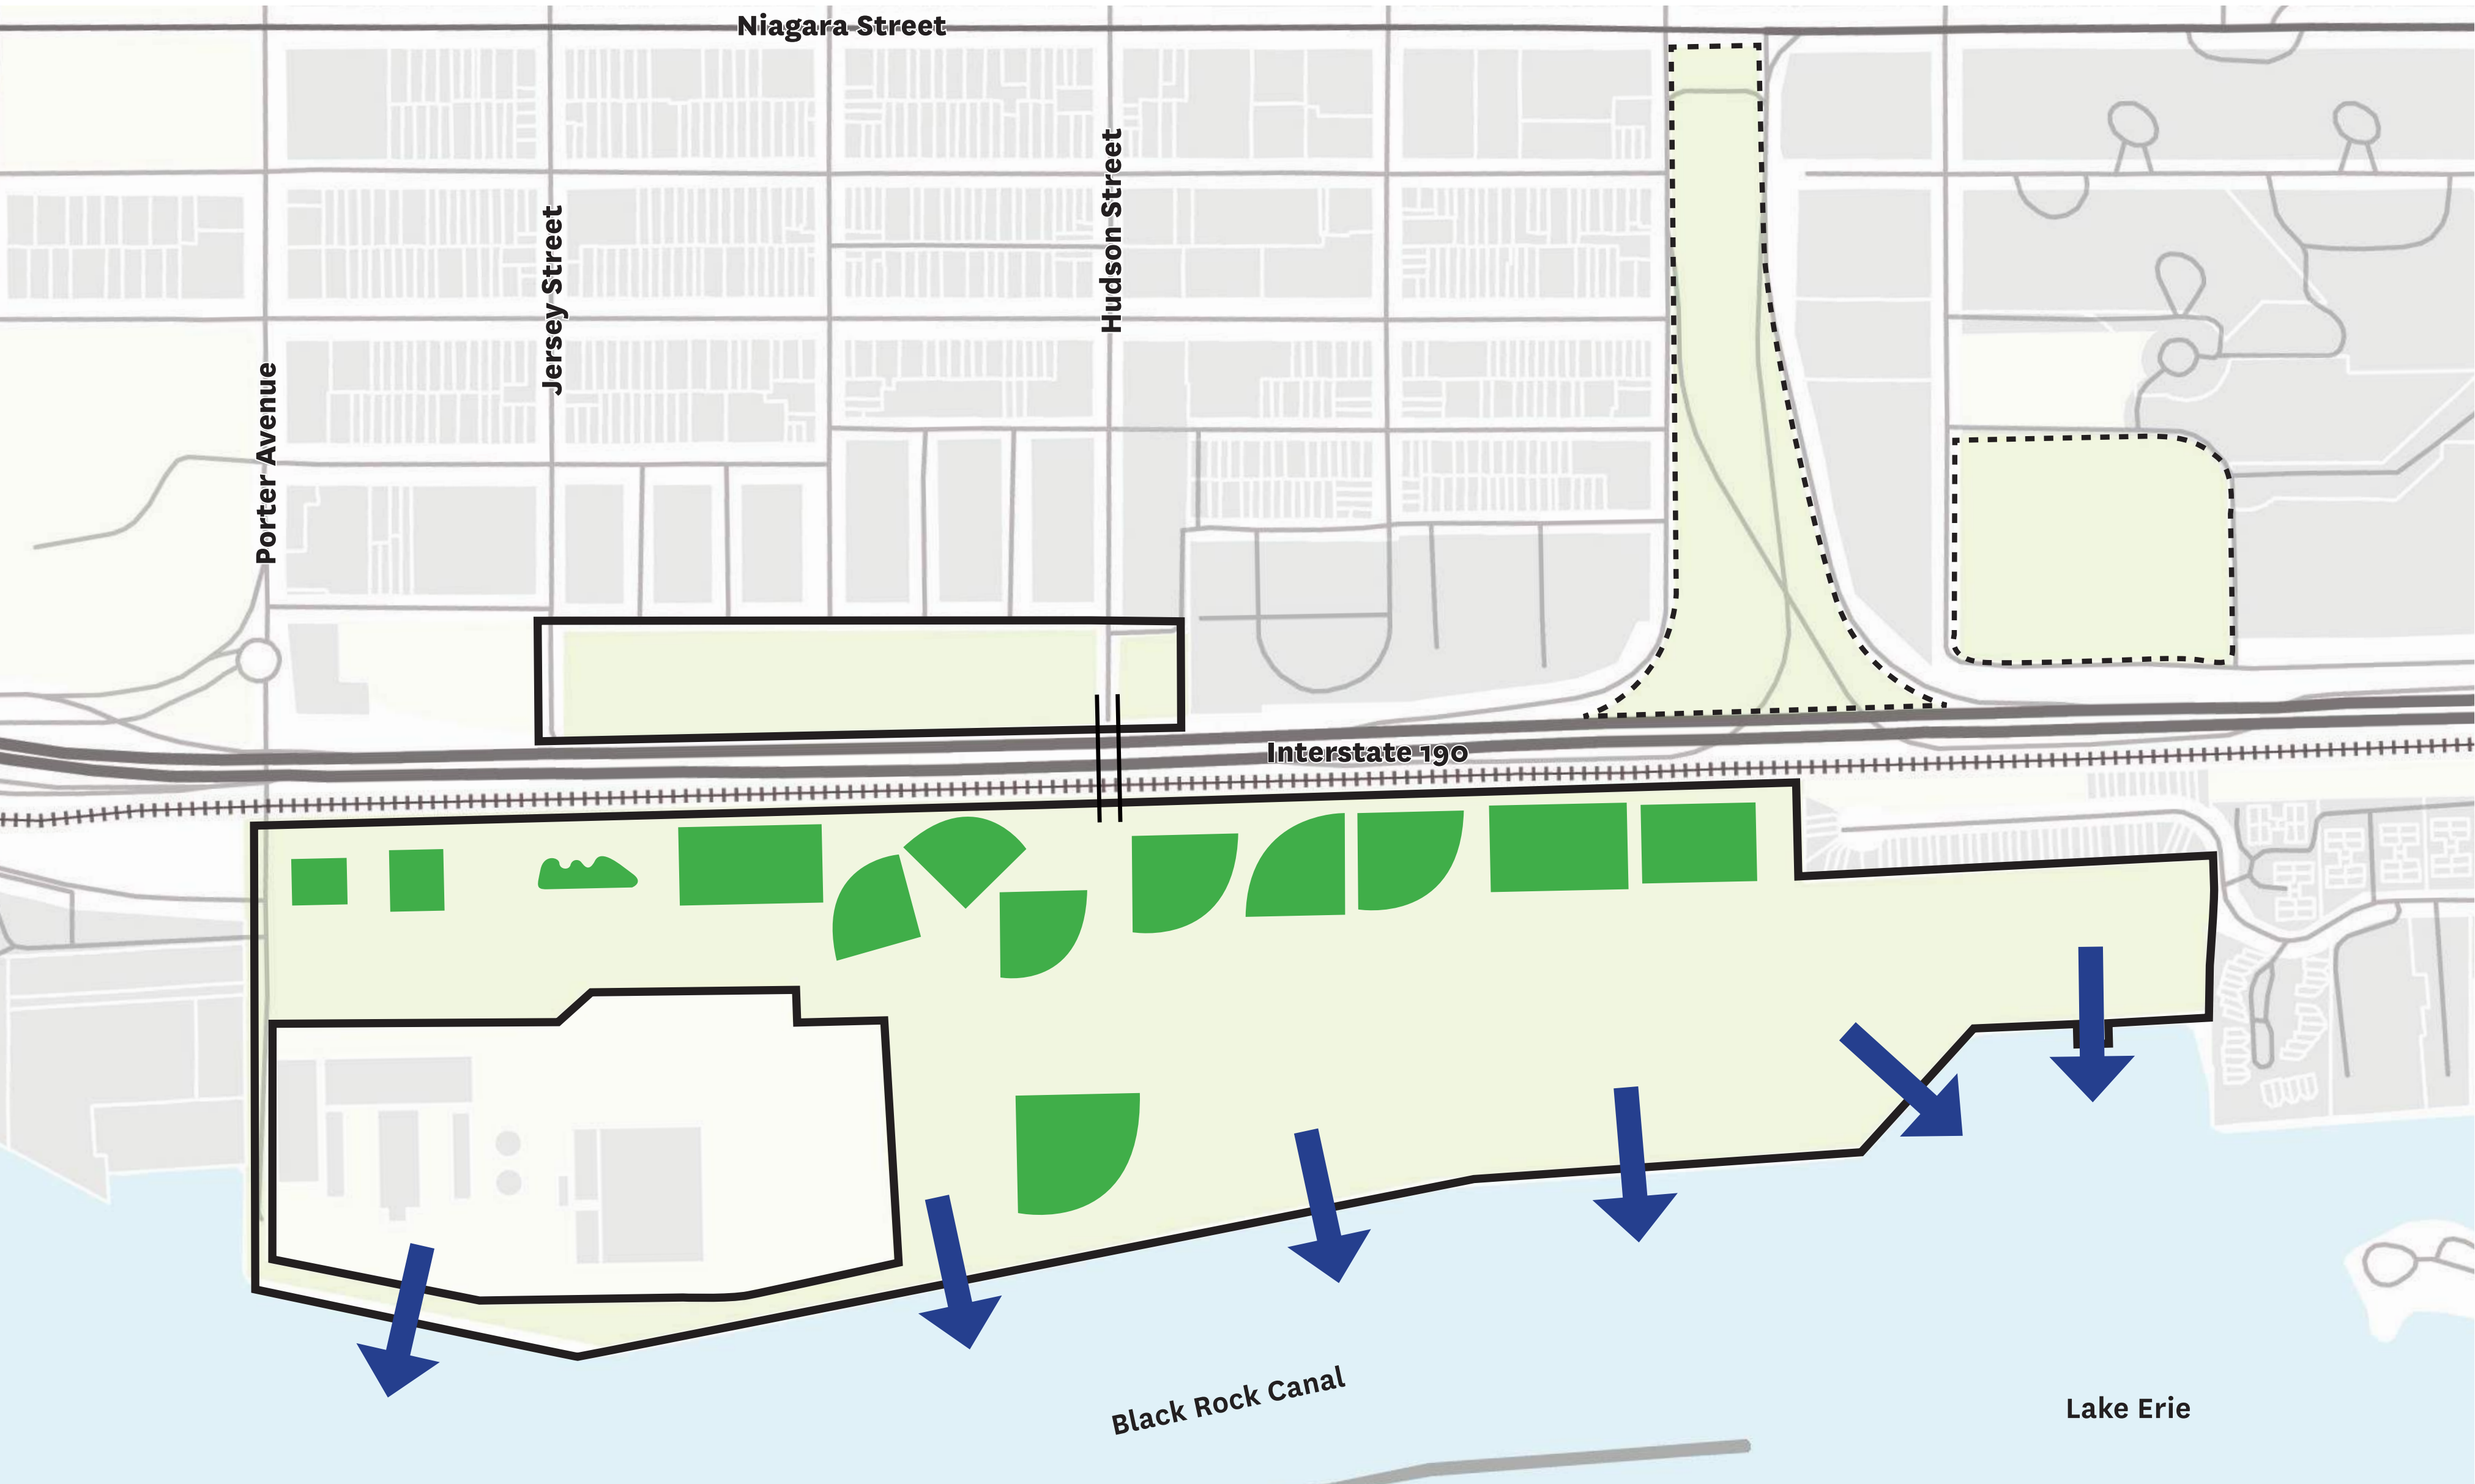 Niagara Street
Hudson Street
Jersey Street
Porter Avenue
Interstate 190
Black Rock Canal
Lake Erie